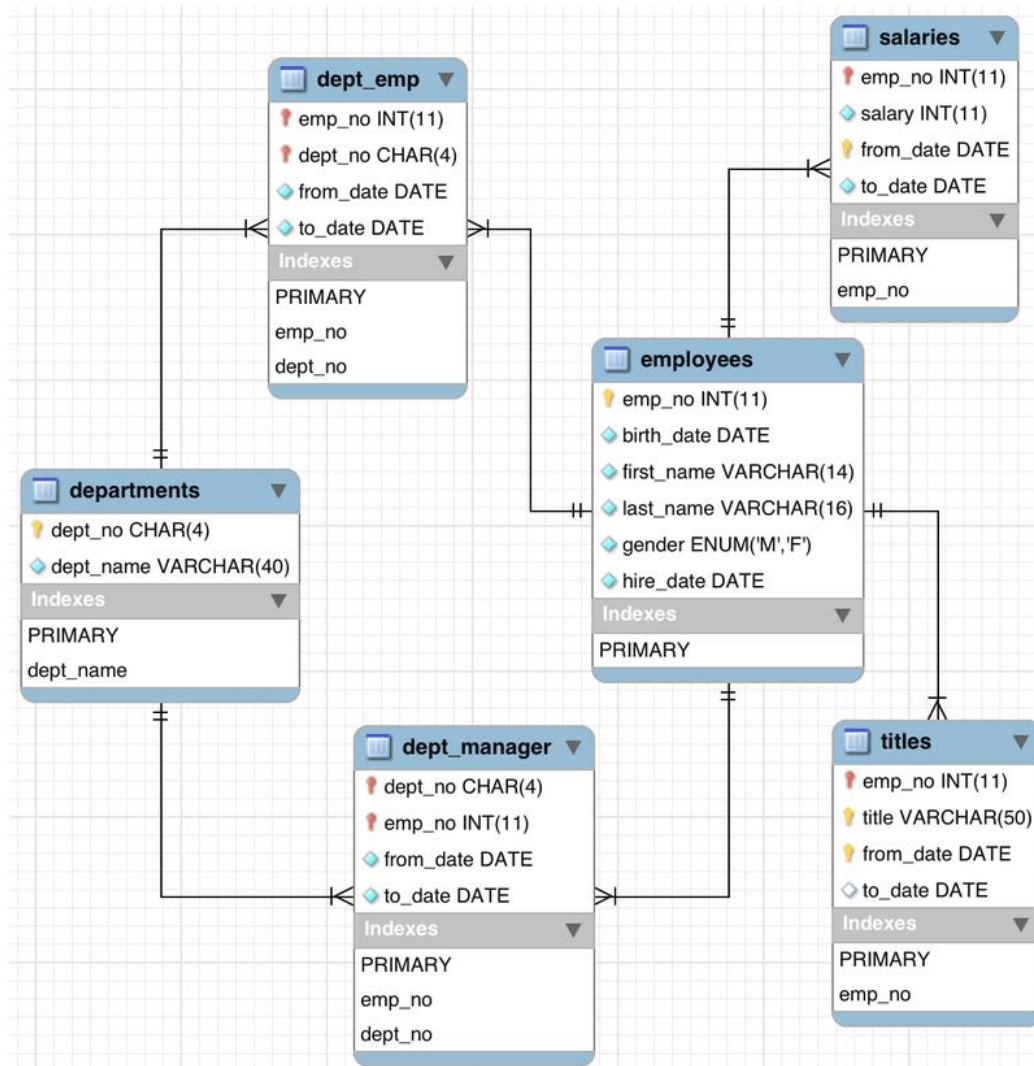 salaries
emp_no INT(11)
salary INT(11)
from_date DATE
to_date DATE
Indexes
PRIMARY
emp_no
dept_emp
emp_no INT(11)
dept_no CHAR(4)
from_date DATE
to_date DATE
Indexes
PRIMARY
emp_no
dept_no
employees
emp_no INT(11)
birth_date DATE
first_name VARCHAR(14)
last_name VARCHAR(16)
gender ENUM('M','F')
hire_date DATE
Indexes
PRIMARY
departments
dept_no CHAR(4)
dept_name VARCHAR(40)
Indexes
PRIMARY
dept_name
dept_manager
dept_no CHAR(4)
emp_no INT(11)
from_date DATE
to_date DATE
Indexes
PRIMARY
emp_no
dept_no
titles
emp_no INT(11)
title VARCHAR(50)
from_date DATE
to_date DATE
Indexes
PRIMARY
emp_no